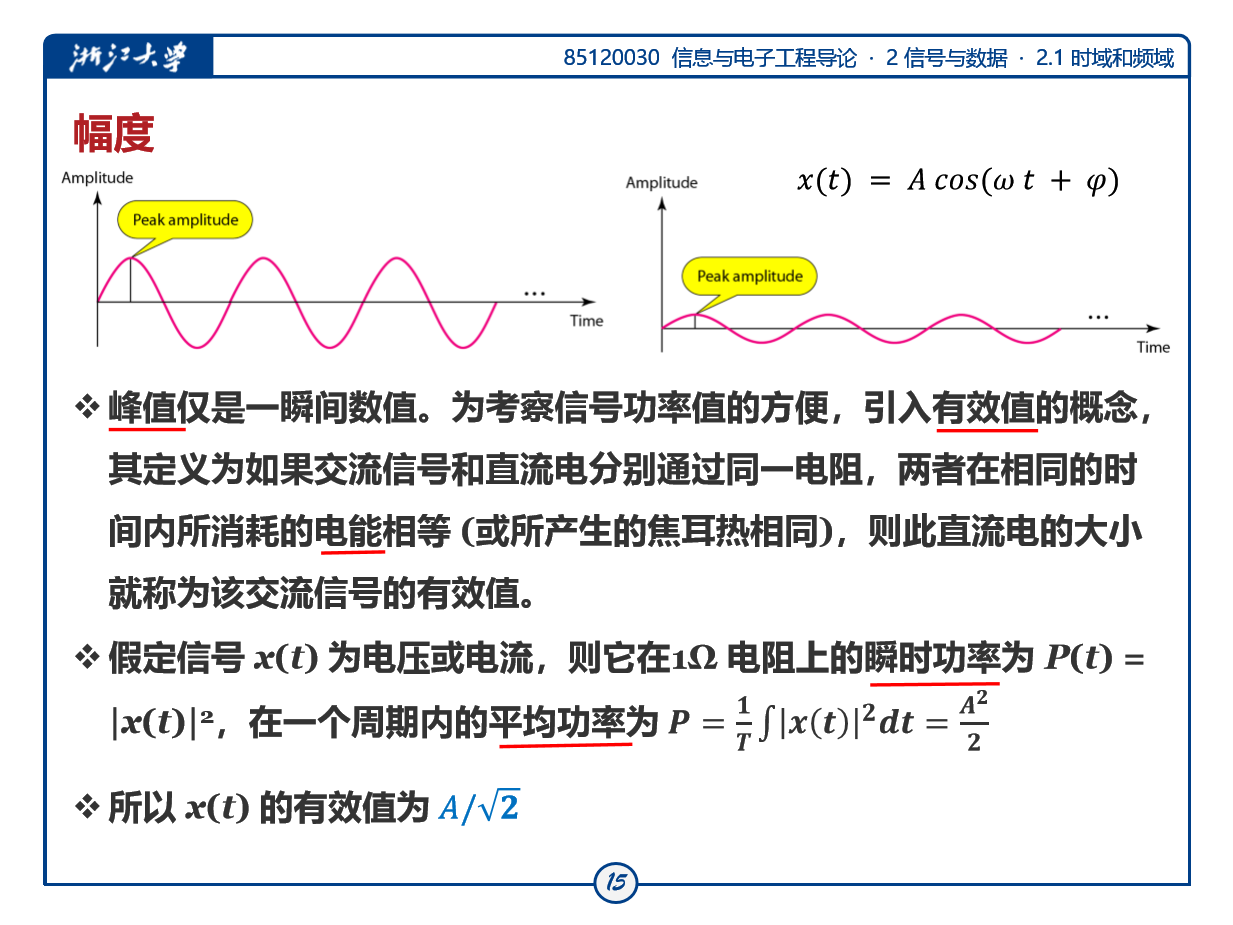 浙江大学
85120030 信息与电子工程导论 · 2 信号与数据 · 2.1 时域和频域
幅度
Amplitude
Peak amplitude
...
Time
x(t) = A cos(ω t + φ)
Amplitude
Peak amplitude
...
Time
❖ 峰值仅是一瞬间数值。为考察信号功率值的方便，引入有效值的概念，
其定义为如果交流信号和直流电分别通过同一电阻，两者在相同的时
间内所消耗的电能相等 (或所产生的焦耳热相同)，则此直流电的大小
就称为该交流信号的有效值。
❖ 假定信号 x(t) 为电压或电流，则它在1Ω 电阻上的瞬时功率为 P(t) =
|x(t)|²，在一个周期内的平均功率为 P = 1/T ∫|x(t)|²dt = A²/2
❖ 所以 x(t) 的有效值为 A/√2
15